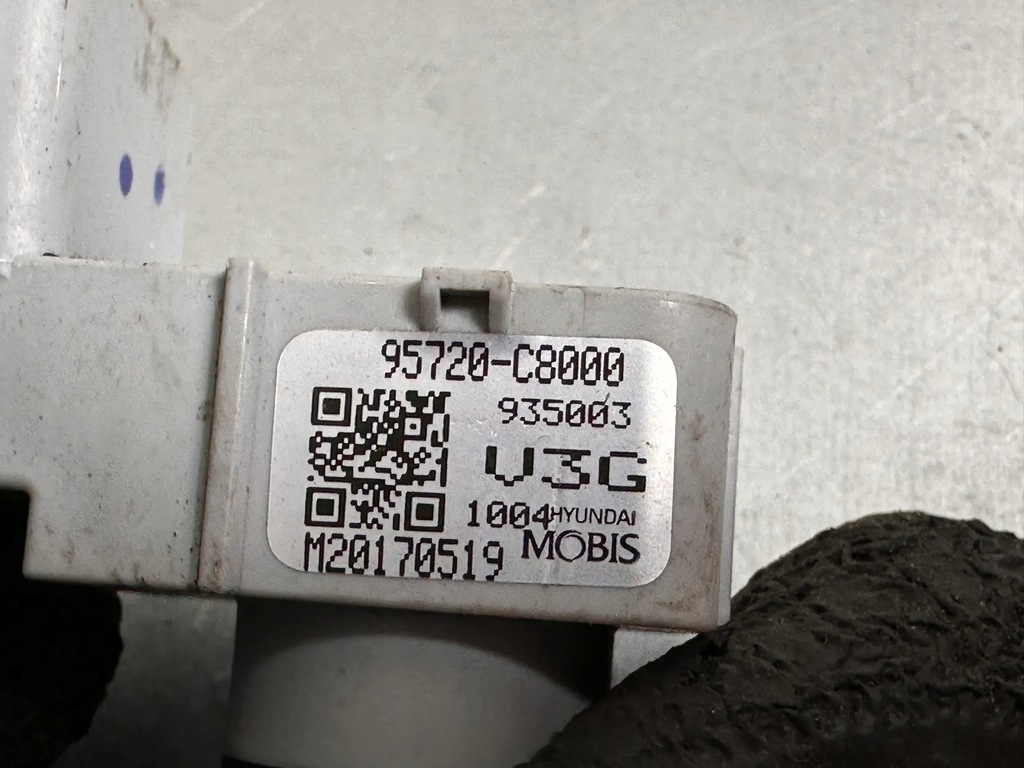 95720-C8000
935003
V3G
1004 HYUNDAI
MOBIS
M20170519